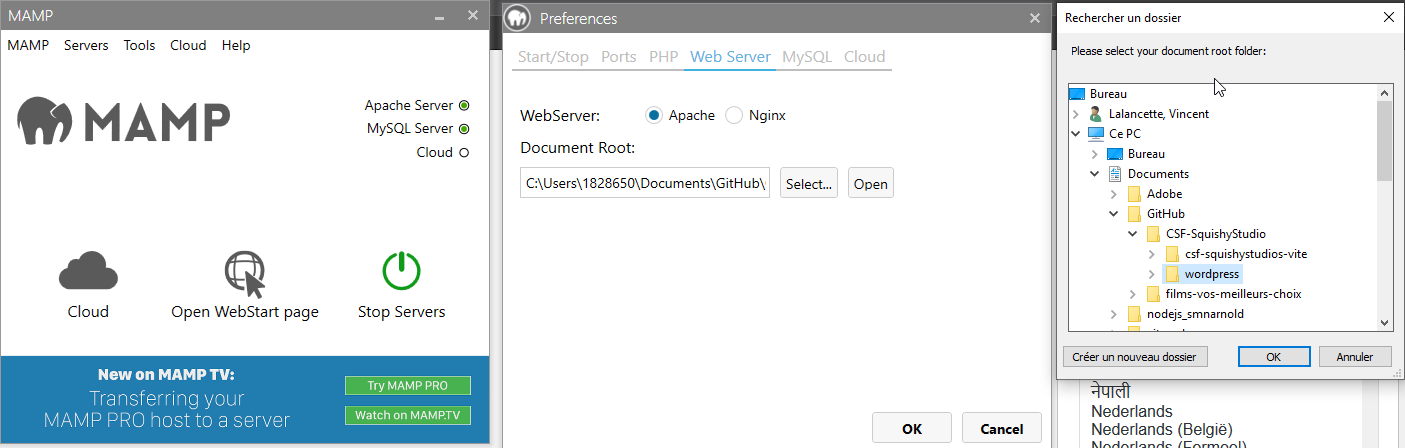 MAMP
MAMP Servers Tools Cloud Help
MAMP
Apache Server
MySQL Server
Cloud
Cloud
Open WebStart page
Stop Servers
New on MAMP TV:
Transferring your
MAMP PRO host to a server
Try MAMP PRO
Watch on MAMP.TV
Preferences
Start/Stop Ports PHP Web Server MySQL Cloud
WebServer: Apache Nginx
Document Root:
C:\Users\1828650\Documents\GitHub\ Select... Open
OK Cancel
Rechercher un dossier
Please select your document root folder:
Bureau
Lalancette, Vincent
Ce PC
Bureau
Documents
Adobe
GitHub
CSF-SquishyStudio
csf-squishystudios-vite
wordpress
films-vos-meilleurs-choix
nodejs_smnarnold
Créer un nouveau dossier OK Annuler
नेपाली
Nederlands
Nederlands (België)
Nederlands (Formeel)